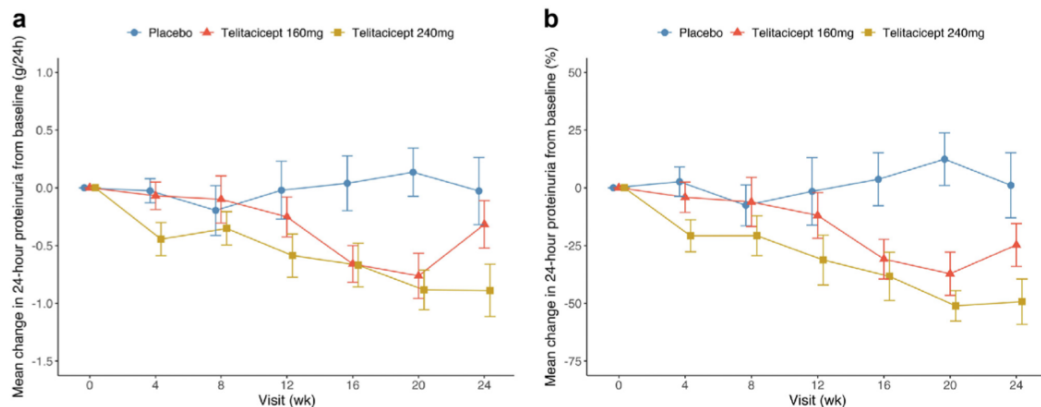 a
Placebo Telitacicept 160mg Telitacicept 240mg
Mean change in 24-hour proteinuria from baseline (g/24h)
1.0
0.5
0.0
-0.5
-1.0
-1.5
0 4 8 12 16 20 24
Visit (wk)
b
Placebo Telitacicept 160mg Telitacicept 240mg
Mean change in 24-hour proteinuria from baseline (%)
50
25
0
-25
-50
-75
0 4 8 12 16 20 24
Visit (wk)